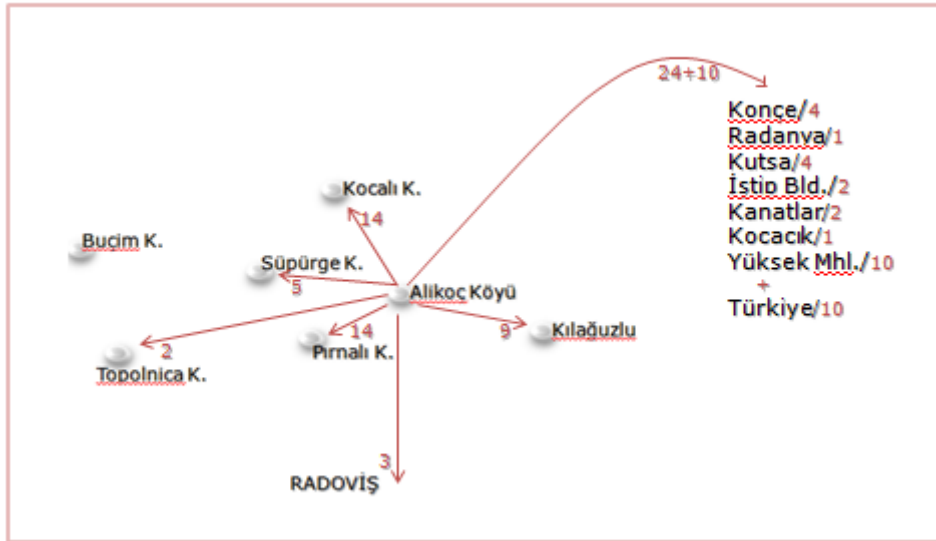 24+10
Konçe/4
Radanya/1
Kutsa/4
İstip Bld./2
Kanatlar/2
Kocacık/1
Yüksek Mhl./10
+
Türkiye/10
Kocalı K.
14
Buçim K.
Süpürge K.
5
Alikoç Köyü
9
Kılağuzlu
14
Pırnalı K.
2
Topolnica K.
3
RADOVİŞ